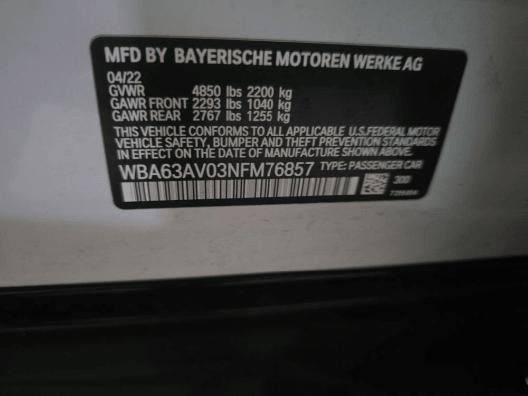 MFD BY BAYERISCHE MOTOREN WERKE AG
04/22
GVWR 4850 lbs 2200 kg
GAWR FRONT 2293 lbs 1040 kg
GAWR REAR 2767 lbs 1255 kg
THIS VEHICLE CONFORMS TO ALL APPLICABLE U.S.FEDERAL MOTOR
VEHICLE SAFETY, BUMPER AND THEFT PREVENTION STANDARDS
IN EFFECT ON THE DATE OF MANUFACTURE SHOWN ABOVE.
WBA63AV03NFM76857 TYPE: PASSENGER CAR
300